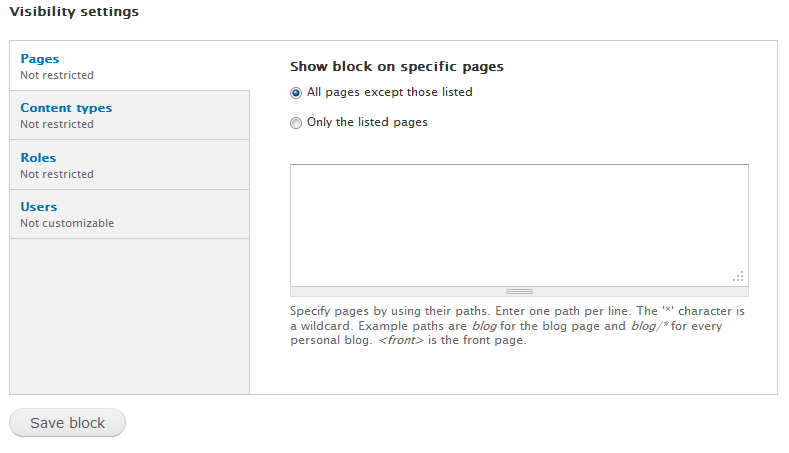 Visibility settings
Pages
Not restricted
Content types
Not restricted
Roles
Not restricted
Users
Not customizable
Show block on specific pages
All pages except those listed
Only the listed pages
Specify pages by using their paths. Enter one path per line. The '*' character is
a wildcard. Example paths are blog for the blog page and blog/* for every
personal blog. <front> is the front page.
Save block